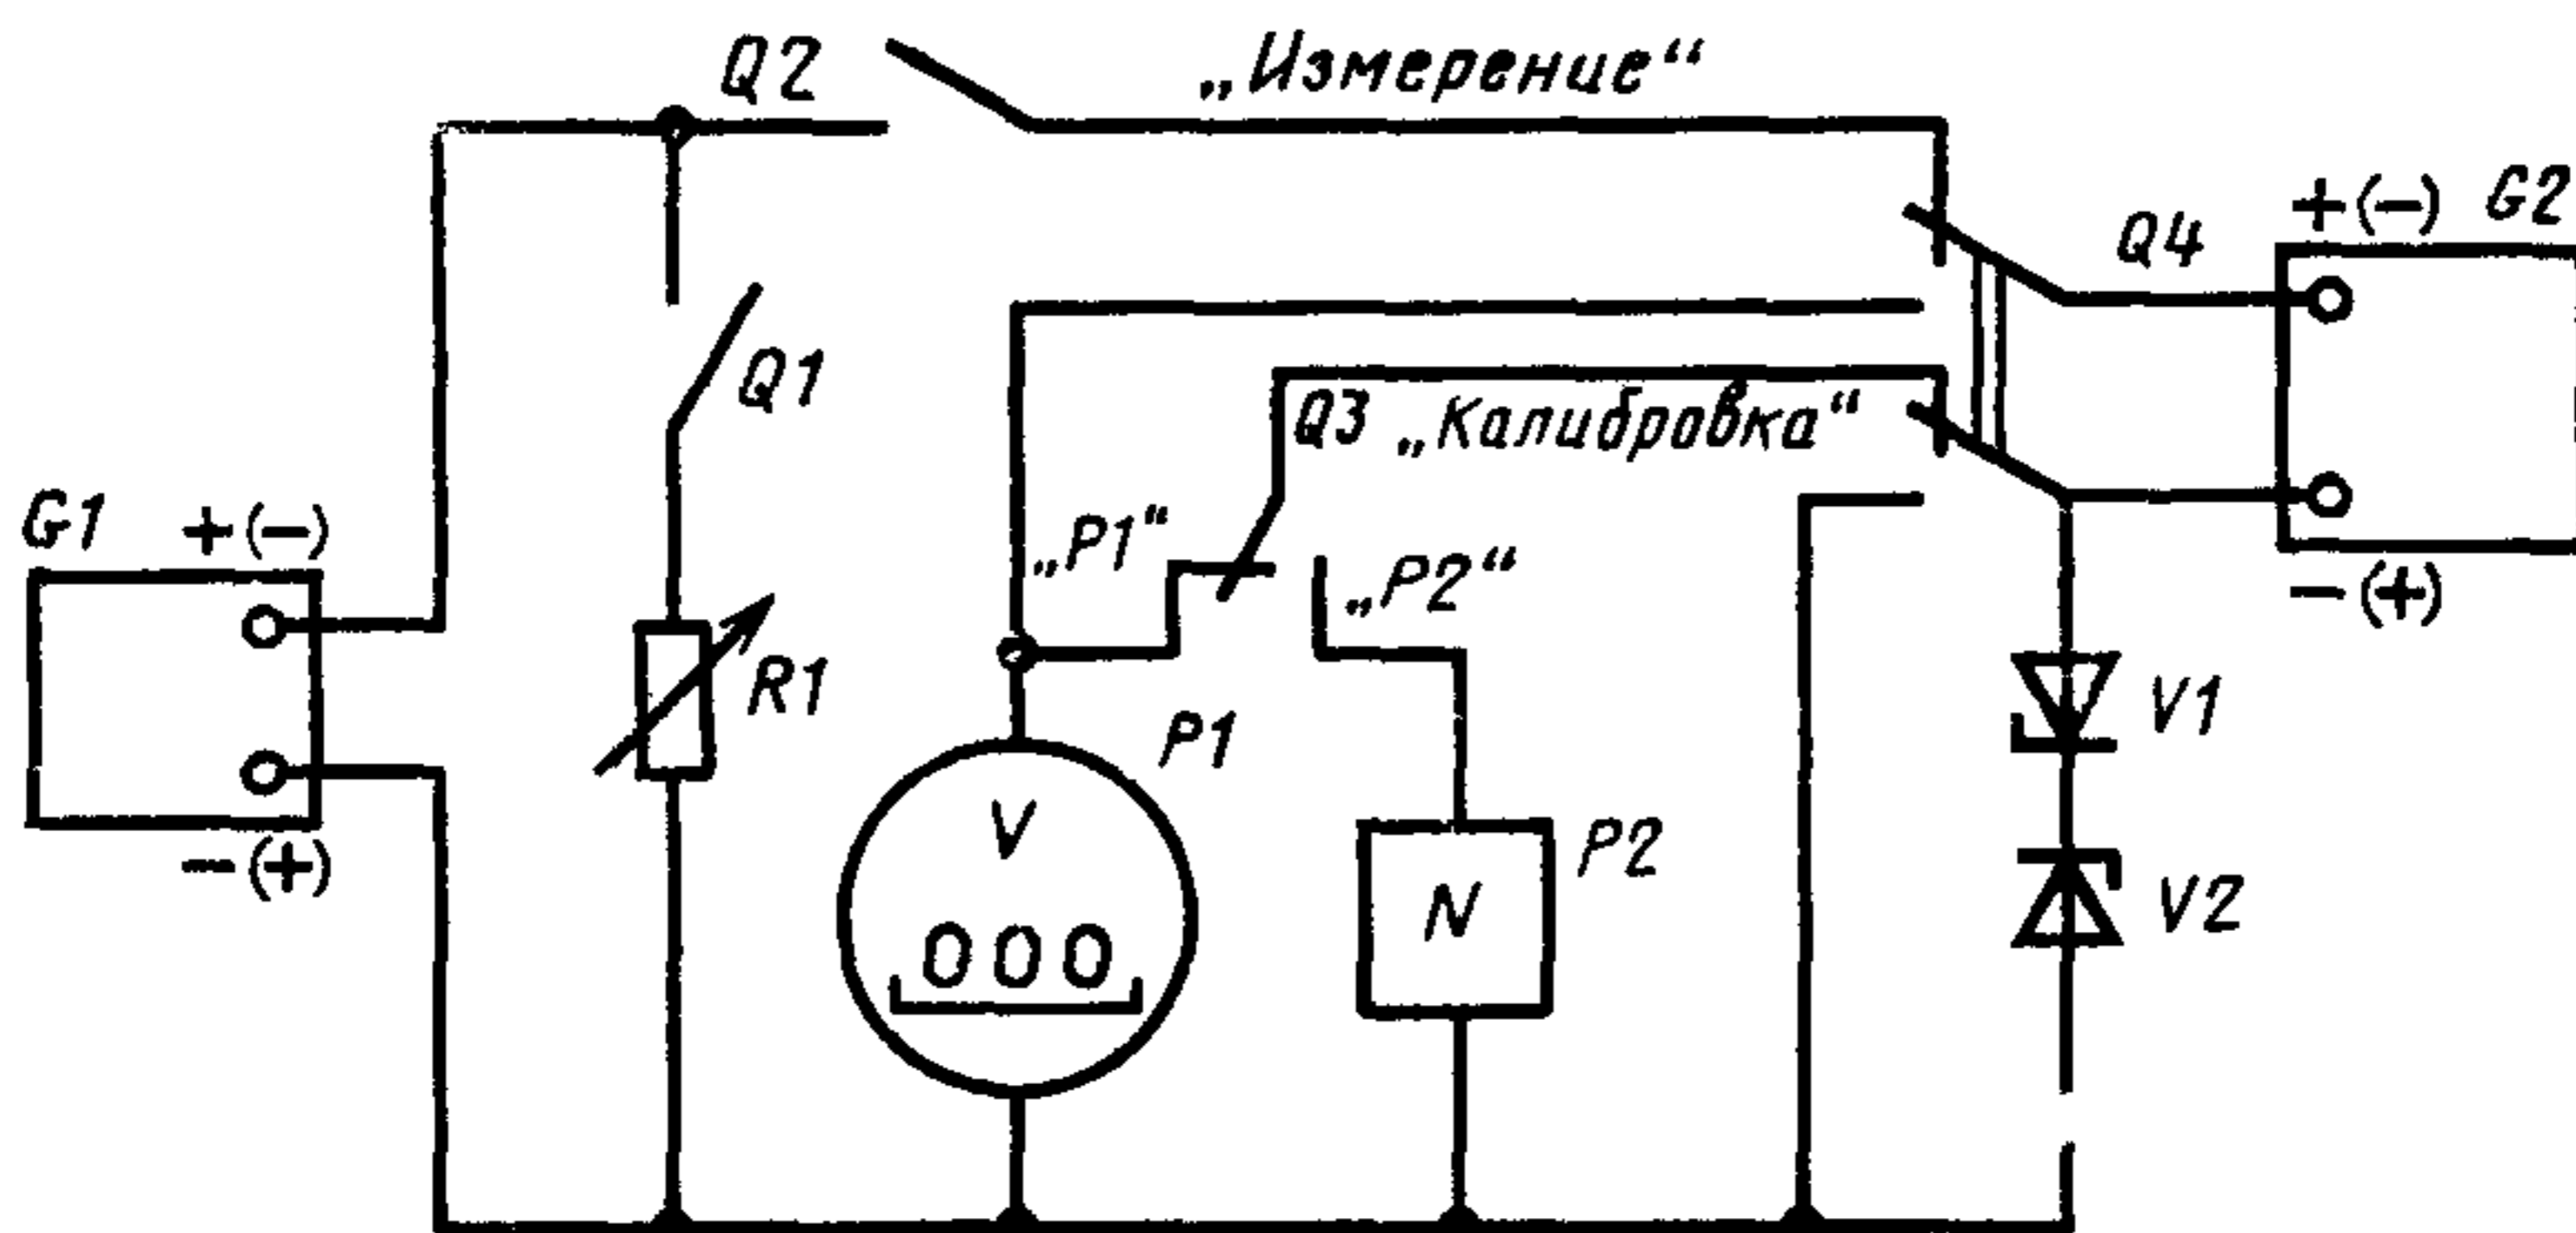 Q2 „Измерение“
+(−) G2
Q4
Q1
Q3 „Калибровка“
G1 +(−)
„P1“
„P2“
−(+)
R1
P1
V1
V
P2
N
−(+)
V2
000